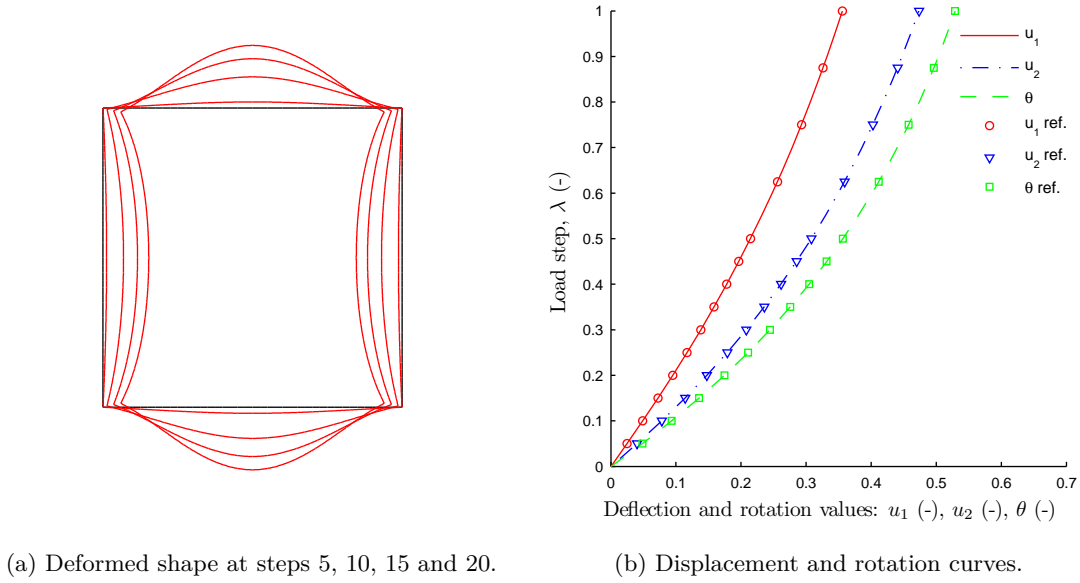 1
0.9
0.8
0.7
0.6
0.5
0.4
0.3
0.2
0.1
0
Load step, λ (-)
0 0.1 0.2 0.3 0.4 0.5 0.6 0.7
Deflection and rotation values: u₁ (-), u₂ (-), θ (-)
u₁
u₂
θ
u₁ ref.
u₂ ref.
θ ref.
(a) Deformed shape at steps 5, 10, 15 and 20.
(b) Displacement and rotation curves.